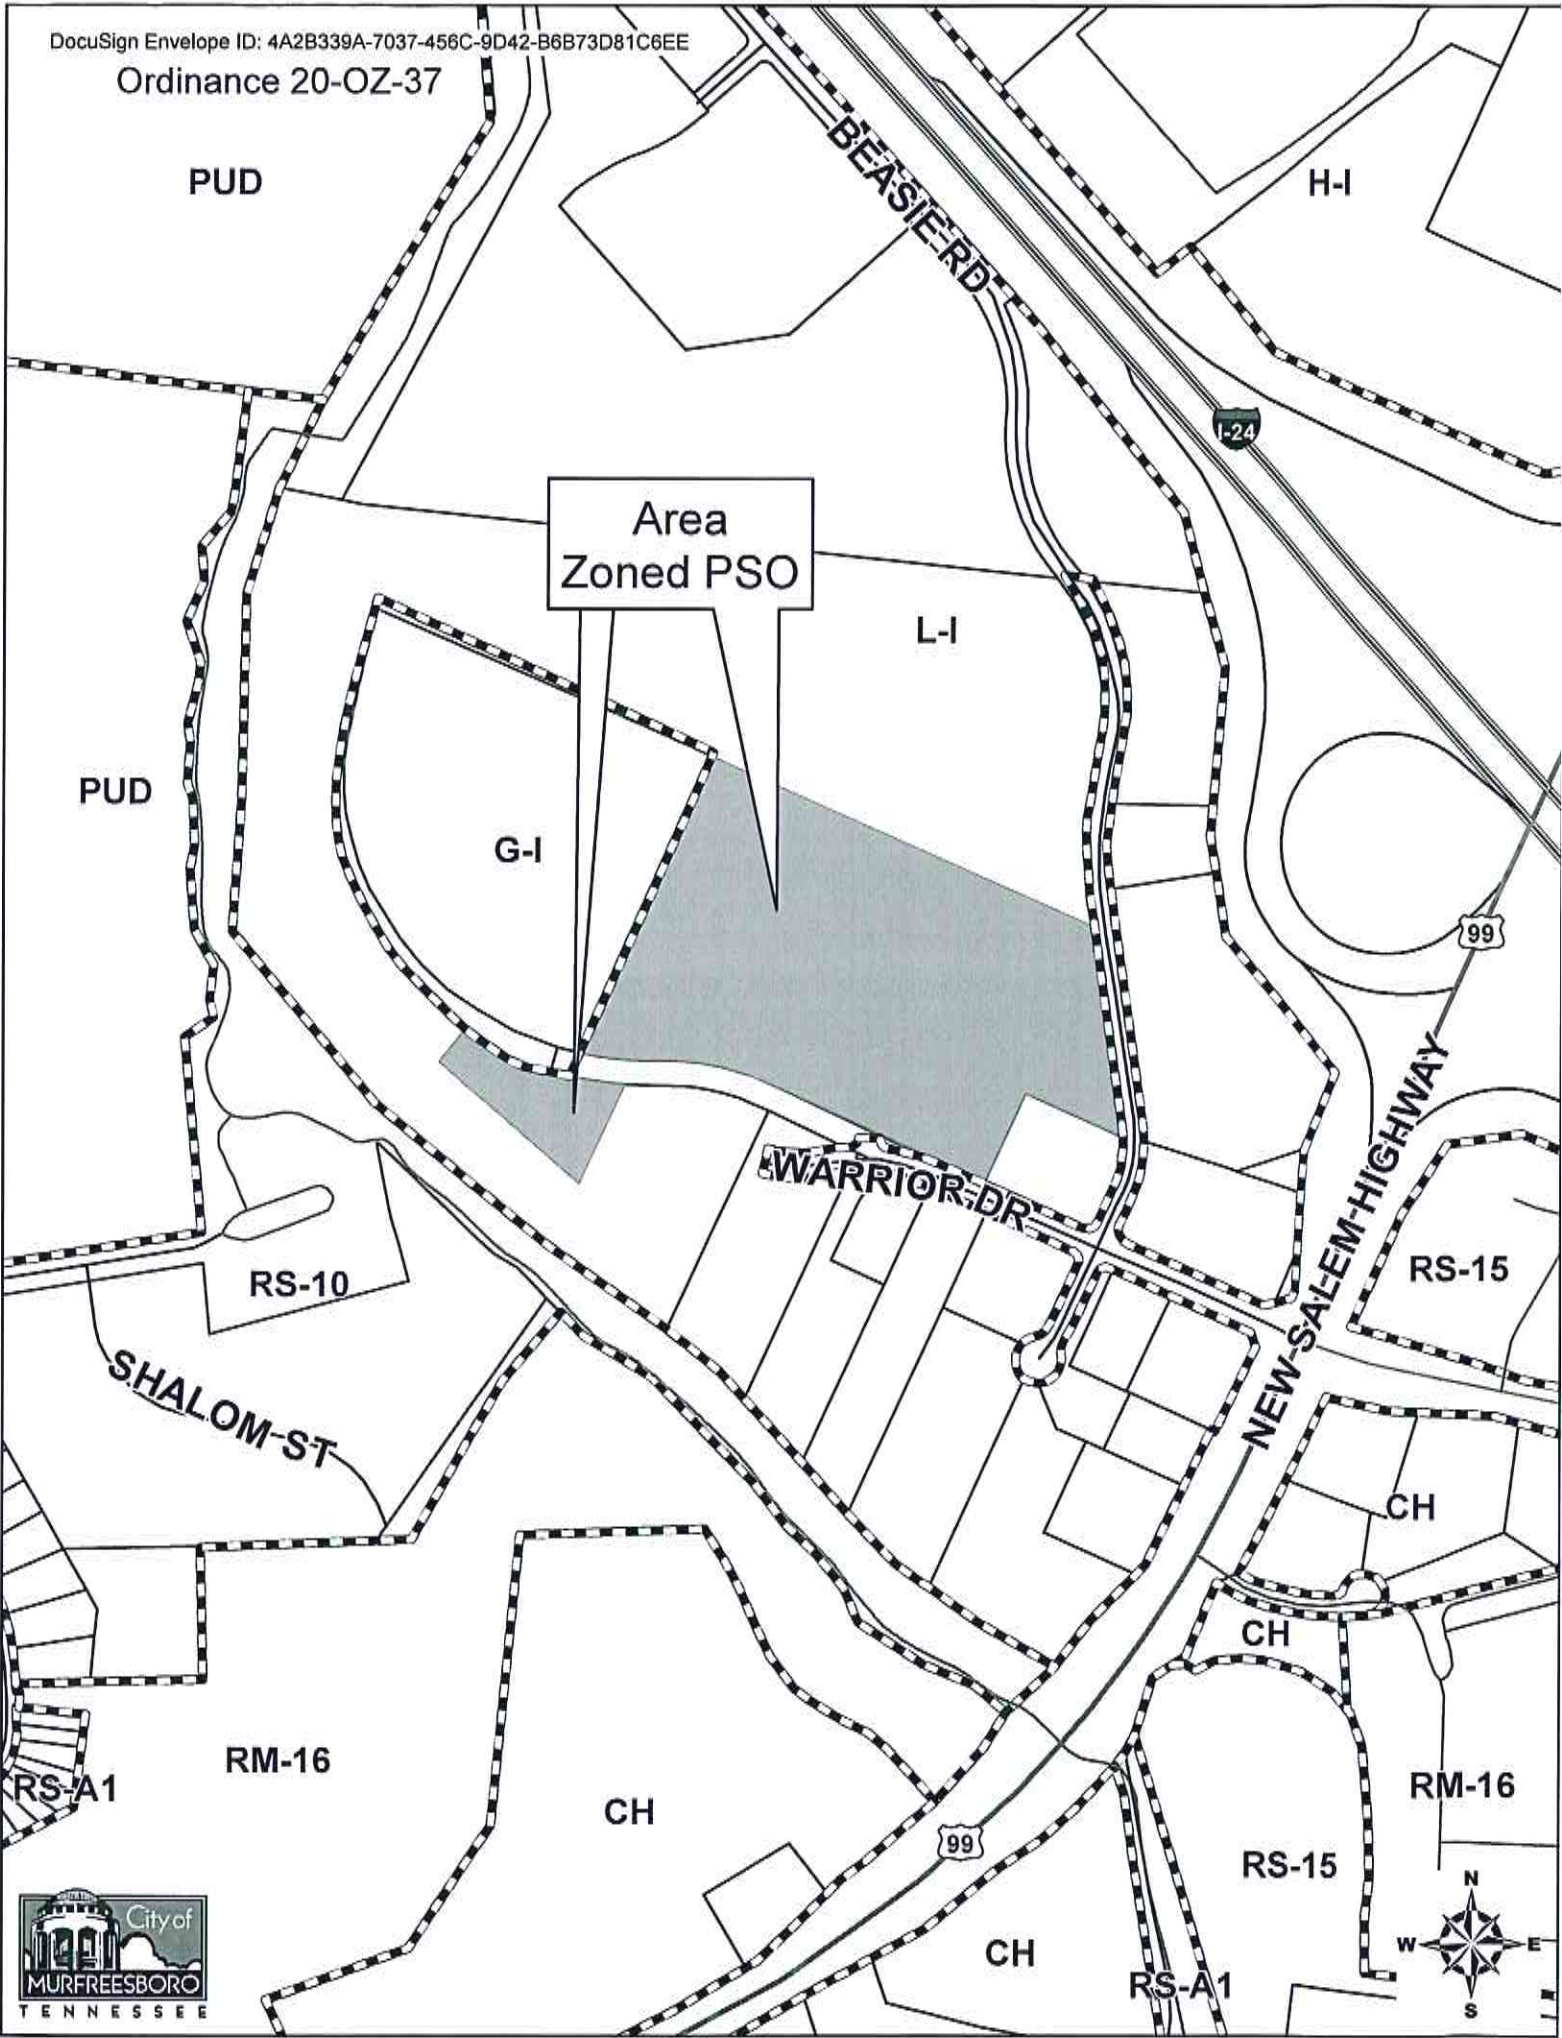 DocuSign Envelope ID: 4A2B339A-7037-456C-9D42-B6B73D81C6EE
Ordinance 20-OZ-37
PUD
BEASIE RD
H-I
I-24
Area
Zoned PSO
L-I
PUD
G-I
99
NEW SALEM HIGHWAY
WARRIOR DR
RS-10
RS-15
SHALOM ST
CH
CH
RM-16
RS-A1
CH
RM-16
99
RS-15
CH
RS-A1
N
W
E
S
City of
MURFREESBORO
TENNESSEE